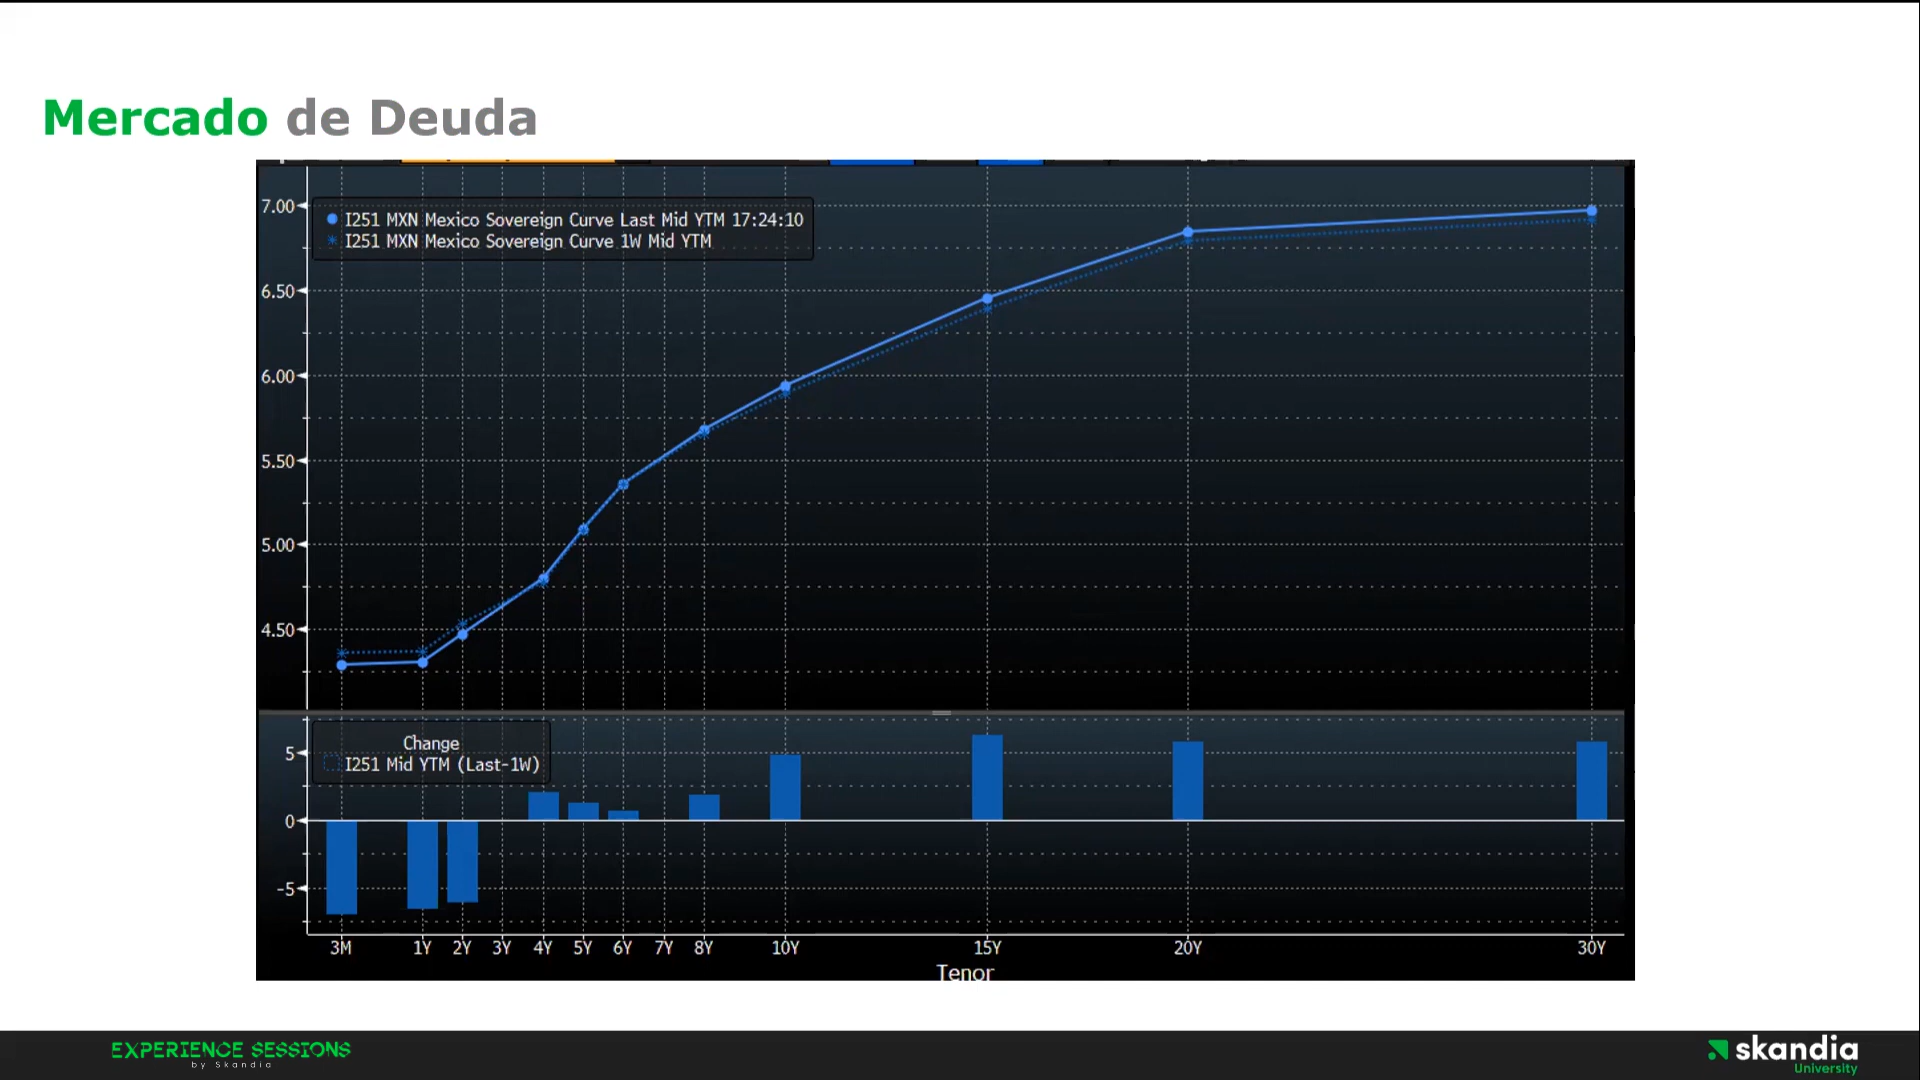 Mercado de Deuda
I251 MXN Mexico Sovereign Curve Last Mid YTM 17:24:10
I251 MXN Mexico Sovereign Curve 1W Mid YTM
7.00
6.50
6.00
5.50
5.00
4.50
Change
I251 Mid YTM (Last-1W)
5
0
-5
3M 1Y 2Y 3Y 4Y 5Y 6Y 7Y 8Y 10Y 15Y 20Y 30Y
Tenor
EXPERIENCE SESSIONS
by Skandia
skandia
University